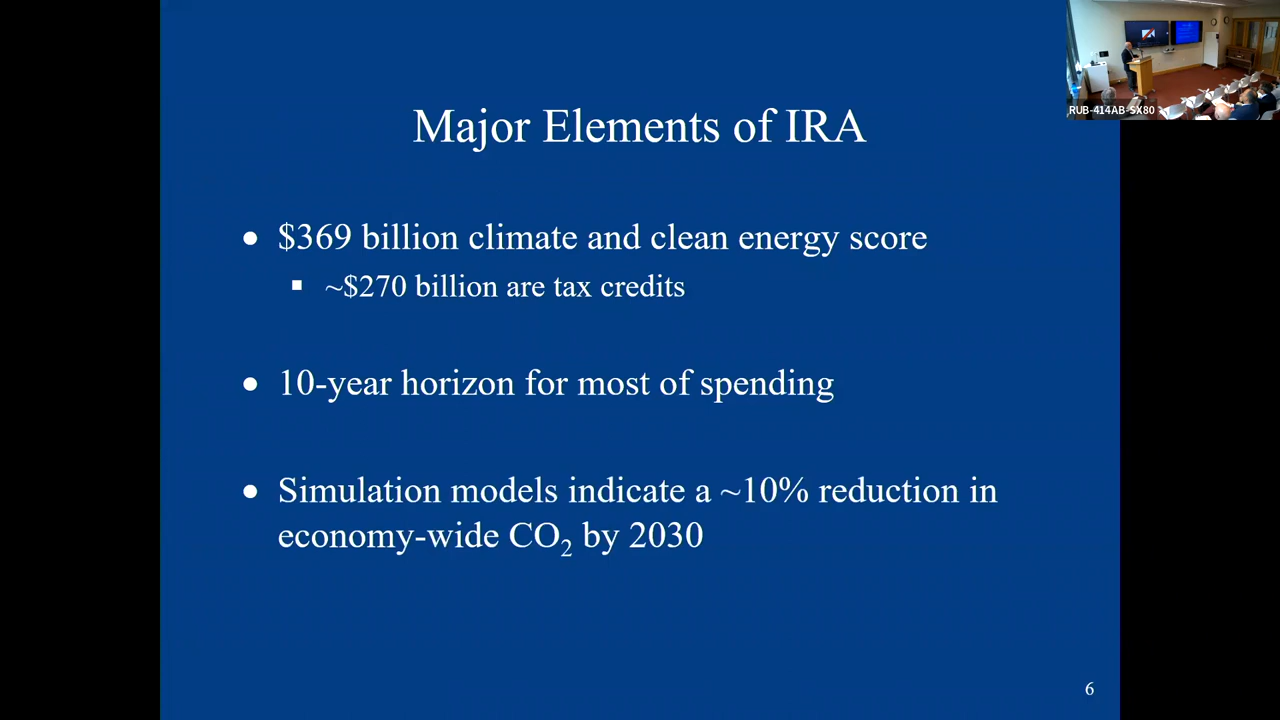 RUB-414AB-SX80
Major Elements of IRA
• $369 billion climate and clean energy score
▪ ~$270 billion are tax credits
• 10-year horizon for most of spending
• Simulation models indicate a ~10% reduction in
economy-wide CO₂ by 2030
6